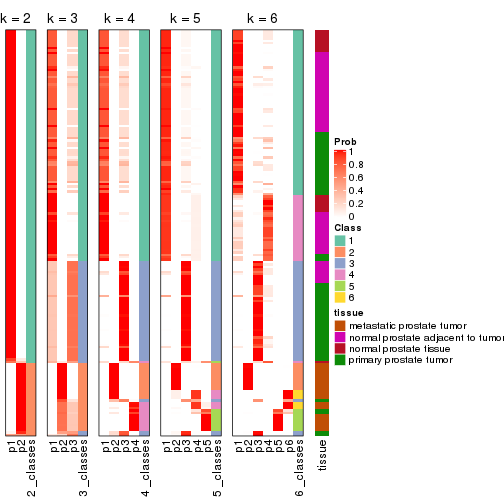 k = 2
k = 3
k = 4
k = 5
k = 6
p1
p2
2_classes
p1
p2
p3
3_classes
p1
p2
p3
p4
4_classes
p1
p2
p3
p4
p5
5_classes
p1
p2
p3
p4
p5
p6
6_classes
tissue
Prob
1
0.8
0.6
0.4
0.2
0
Class
1
2
3
4
5
6
tissue
metastatic prostate tumor
normal prostate adjacent to tumor
normal prostate tissue
primary prostate tumor